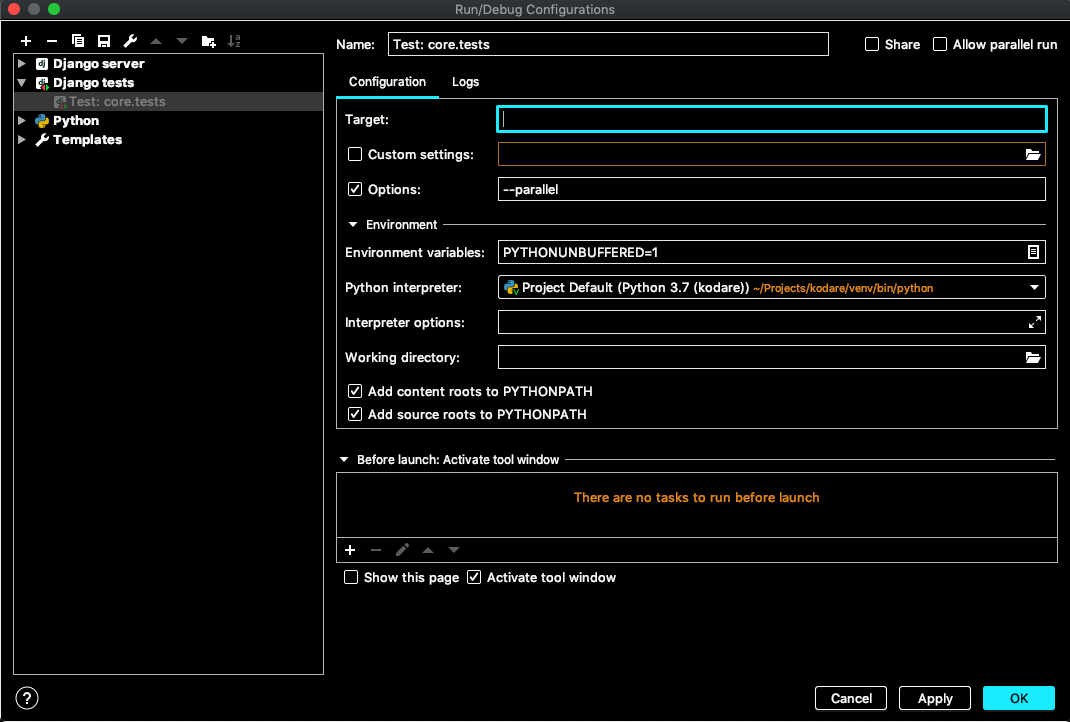 Run/Debug Configurations
Name: Test: core.tests
Share
Allow parallel run
Django server
Django tests
Test: core.tests
Python
Templates
Configuration Logs
Target:
Custom settings:
Options: --parallel
Environment
Environment variables: PYTHONUNBUFFERED=1
Python interpreter: Project Default (Python 3.7 (kodare)) ~/Projects/kodare/venv/bin/python
Interpreter options:
Working directory:
Add content roots to PYTHONPATH
Add source roots to PYTHONPATH
Before launch: Activate tool window
There are no tasks to run before launch
Show this page Activate tool window
? Cancel Apply OK